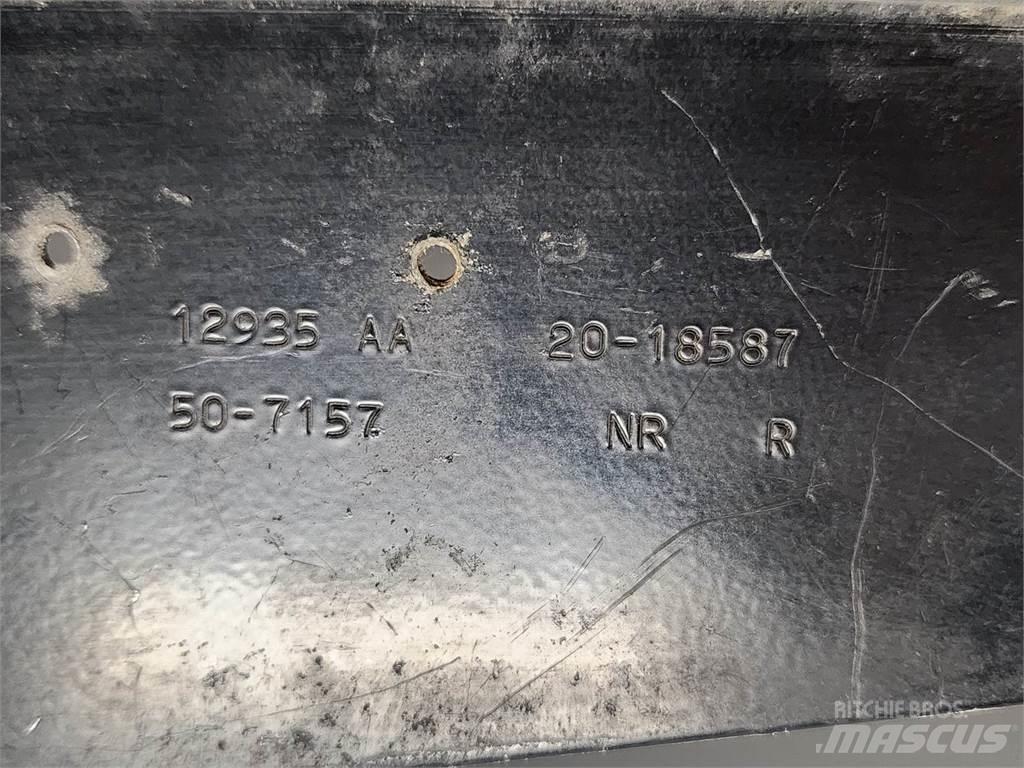 12935 AA 20-18587
50-7157 NR R
RITCHIE BROS.
MASCUS